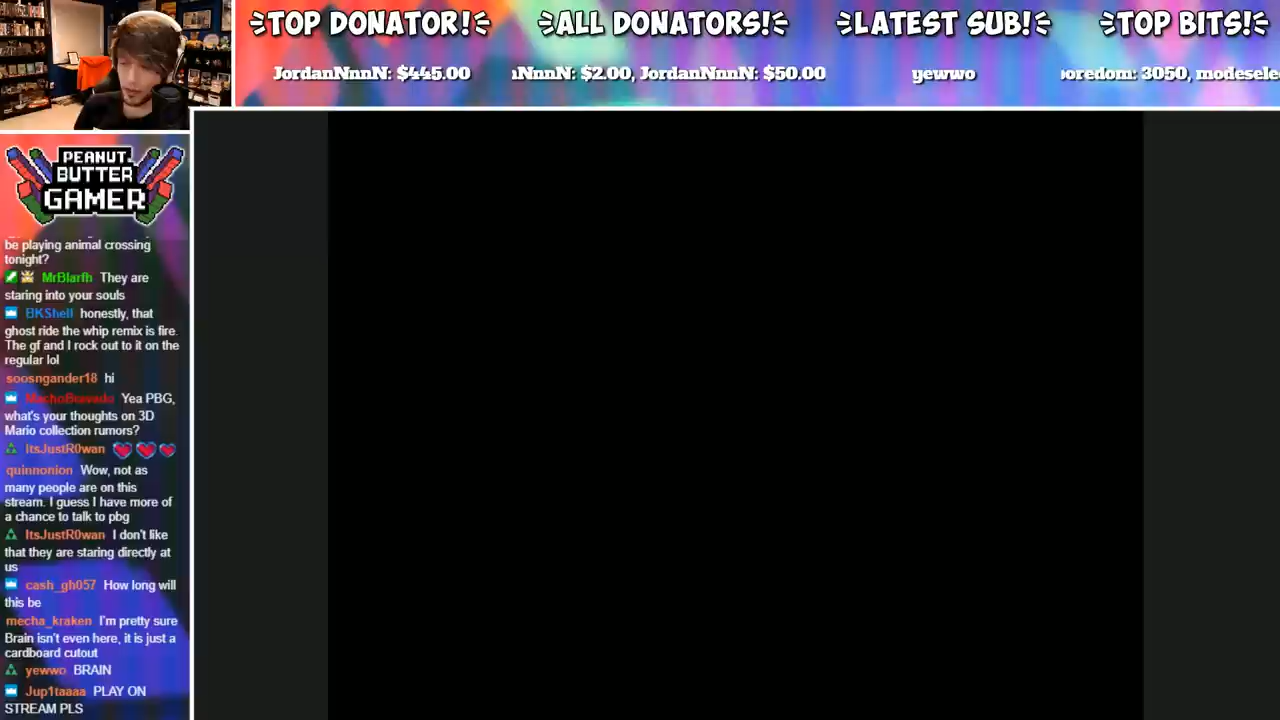 TOP DONATOR!
ALL DONATORS!
LATEST SUB!
TOP BITS!
JordanNnnN: $445.00
NnnN: $2.00, JordanNnnN: $50.00
yewwo
oredom: 3050, modesele
PEANUT
BUTTER
GAMER
be playing animal crossing
tonight?
MrBlarfh They are
staring into your souls
BKShell honestly, that
ghost ride the whip remix is fire.
The gf and I rock out to it on the
regular lol
soosngander18 hi
MachoBravado Yea PBG,
what's your thoughts on 3D
Mario collection rumors?
ItsJustR0wan
quinnonion Wow, not as
many people are on this
stream. I guess I have more of
a chance to talk to pbg
ItsJustR0wan I don't like
that they are staring directly at
us
cash_gh057 How long will
this be
mecha_kraken I'm pretty sure
Brain isn't even here, it is just a
cardboard cutout
yewwo BRAIN
Jup1taaaa PLAY ON
STREAM PLS